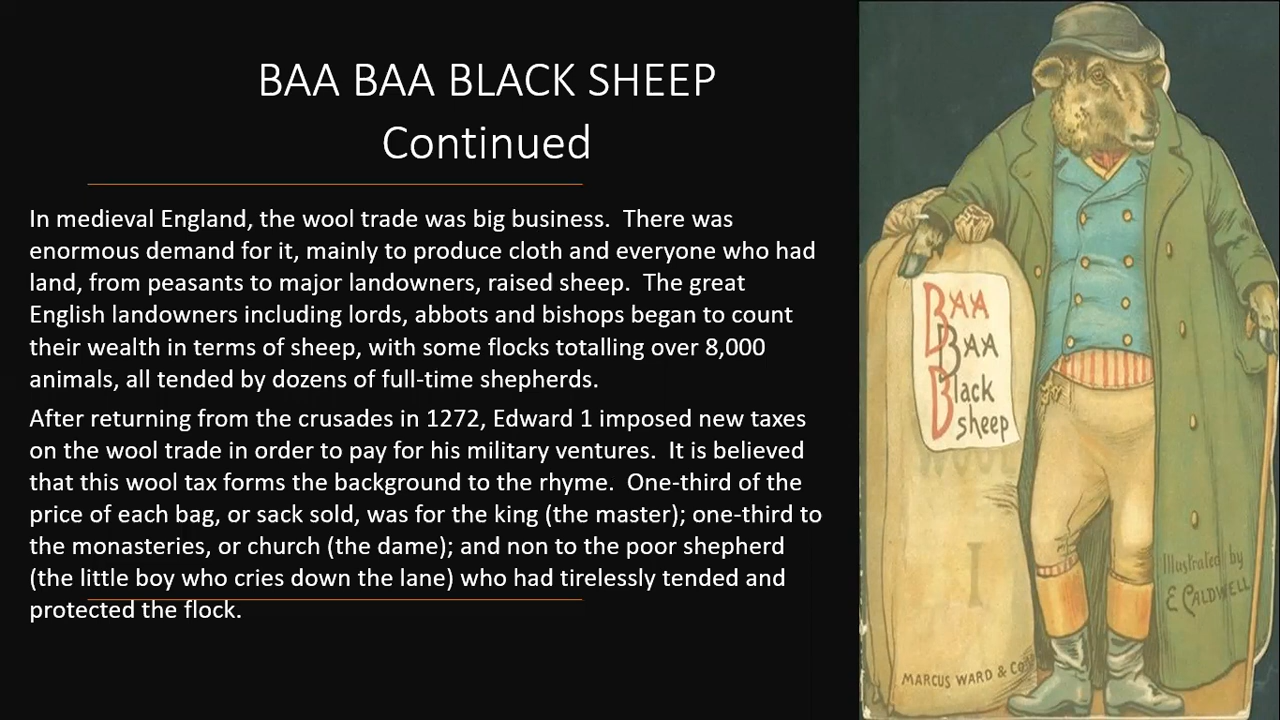 BAA BAA BLACK SHEEP
Continued
In medieval England, the wool trade was big business.  There was
enormous demand for it, mainly to produce cloth and everyone who had
land, from peasants to major landowners, raised sheep.  The great
English landowners including lords, abbots and bishops began to count
their wealth in terms of sheep, with some flocks totalling over 8,000
animals, all tended by dozens of full-time shepherds.
After returning from the crusades in 1272, Edward 1 imposed new taxes
on the wool trade in order to pay for his military ventures.  It is believed
that this wool tax forms the background to the rhyme.  One-third of the
price of each bag, or sack sold, was for the king (the master); one-third to
the monasteries, or church (the dame); and non to the poor shepherd
(the little boy who cries down the lane) who had tirelessly tended and
protected the flock.
BAA
BAA
Black
sheep
WOOL
I
Illustrated by
E CALDWELL
MARCUS WARD & Co